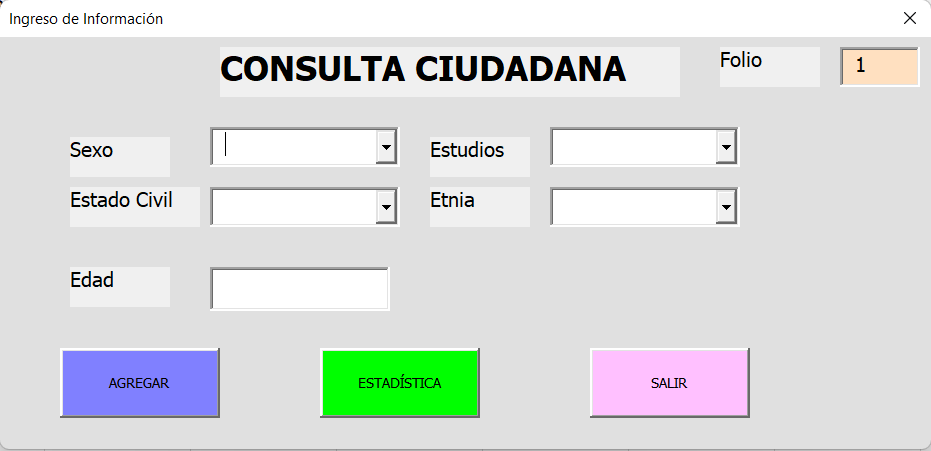 Ingreso de Información
CONSULTA CIUDADANA
Folio
1
Sexo
Estudios
Estado Civil
Etnia
Edad
AGREGAR
ESTADÍSTICA
SALIR